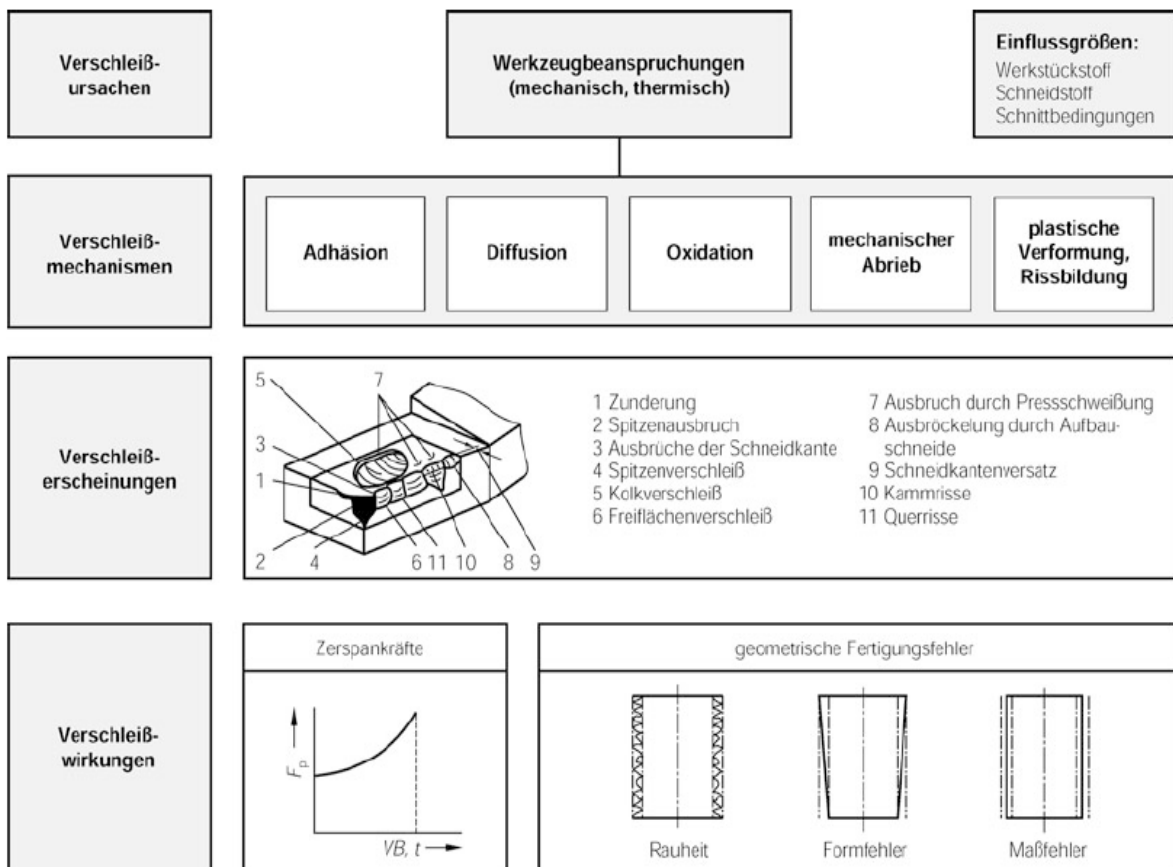 Verschleiß-
ursachen
Werkzeugbeanspruchungen
(mechanisch, thermisch)
Einflussgrößen:
Werkstückstoff
Schneidstoff
Schnittbedingungen
Verschleiß-
mechanismen
Adhäsion
Diffusion
Oxidation
mechanischer
Abrieb
plastische
Verformung,
Rissbildung
Verschleiß-
erscheinungen
5
7
3
1
2
4
6
11
10
8
9
1 Zunderung
2 Spitzenausbruch
3 Ausbrüche der Schneidkante
4 Spitzenverschleiß
5 Kolkverschleiß
6 Freiflächenverschleiß
7 Ausbruch durch Pressschweißung
8 Ausbröckelung durch Aufbau-
schneide
9 Schneidkantenversatz
10 Kammrisse
11 Querrisse
Verschleiß-
wirkungen
Zerspankräfte
Fp
VB, t
geometrische Fertigungsfehler
Rauheit
Formfehler
Maßfehler